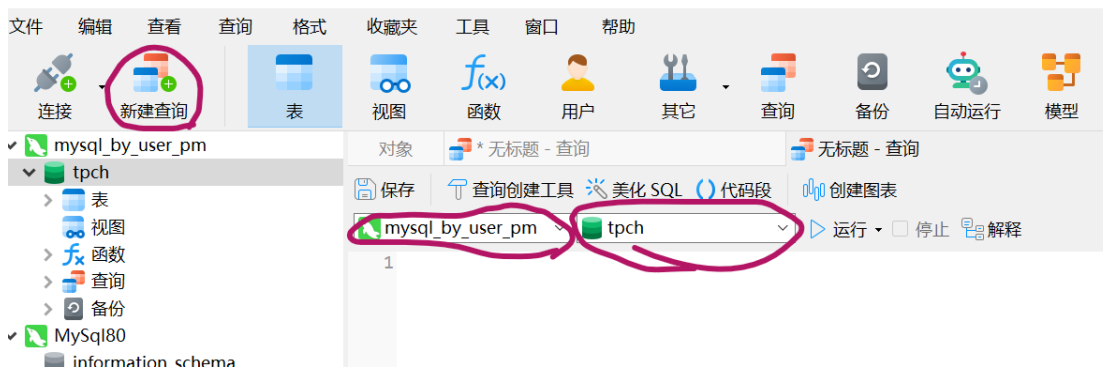 文件 编辑 查看 查询 格式 收藏夹 工具 窗口 帮助
连接 新建查询 表 视图 函数 用户 其它 查询 备份 自动运行 模型
mysql_by_user_pm 对象 * 无标题 - 查询 无标题 - 查询
tpch 保存 查询创建工具 美化 SQL 代码段 创建图表
表
视图 mysql_by_user_pm tpch 运行 停止 解释
函数 1
查询
备份
MySql80
information_schema